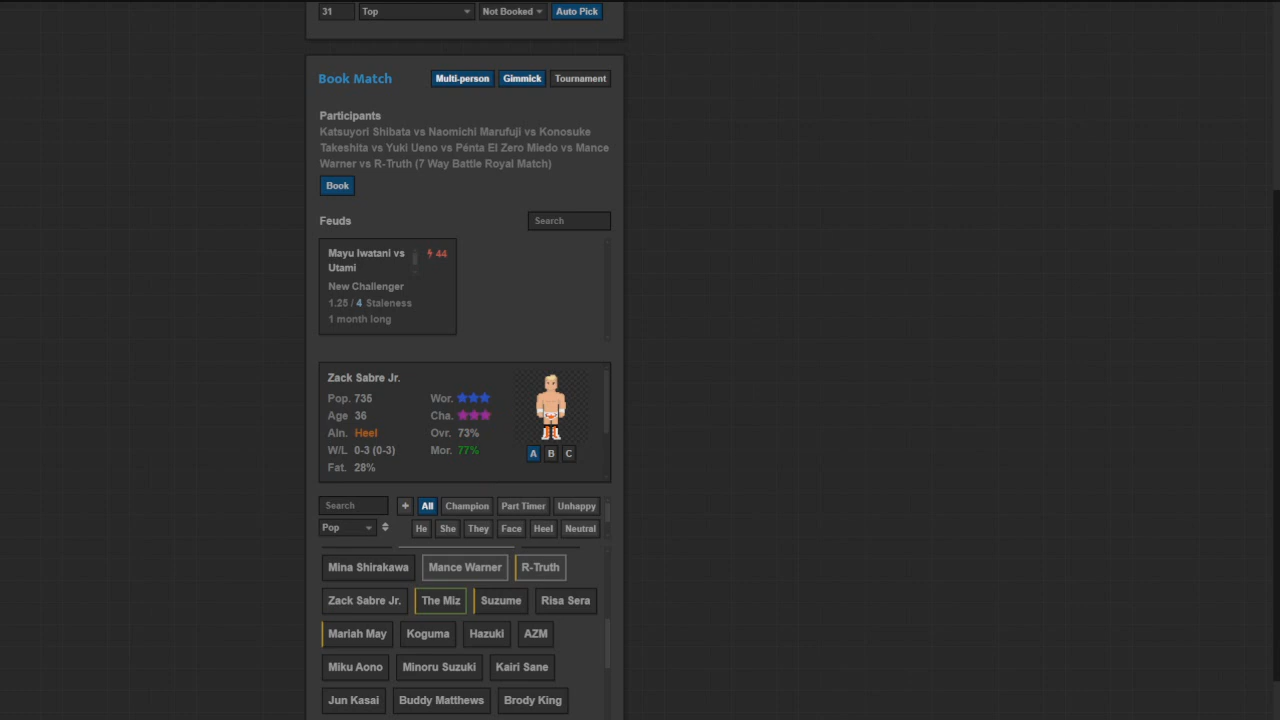 31 Top Not Booked Auto Pick
Book Match Multi-person Gimmick Tournament
Participants
Katsuyori Shibata vs Naomichi Marufuji vs Konosuke
Takeshita vs Yuki Ueno vs Pénta El Zero Miedo vs Mance
Warner vs R-Truth (7 Way Battle Royal Match)
Book
Feuds Search
Mayu Iwatani vs 44
Utami
New Challenger
1.25 / 4 Staleness
1 month long
Zack Sabre Jr.
Pop. 735 Wor.
Age 36 Cha.
Aln. Heel Ovr. 73%
W/L 0-3 (0-3) Mor. 77%
A B C
Fat. 28%
Search + All Champion Part Timer Unhappy
Pop He She They Face Heel Neutral
Mina Shirakawa Mance Warner R-Truth
Zack Sabre Jr. The Miz Suzume Risa Sera
Mariah May Koguma Hazuki AZM
Miku Aono Minoru Suzuki Kairi Sane
Jun Kasai Buddy Matthews Brody King